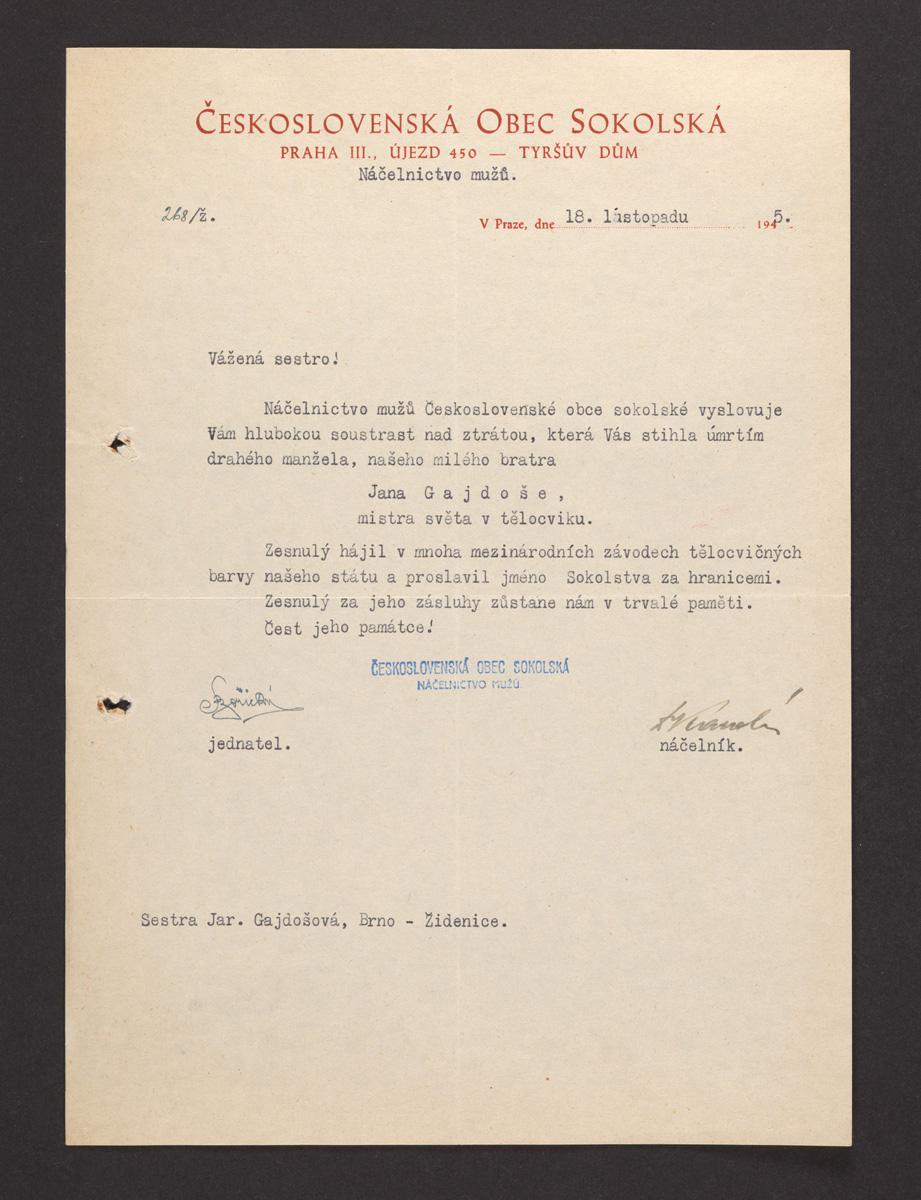 ČESKOSLOVENSKÁ OBEC SOKOLSKÁ
PRAHA III., ÚJEZD 450 — TYRŠŮV DŮM
Náčelnictvo mužů.
268/ž.
V Praze, dne 18. lístopadu 1945.
Vážená sestro!
Náčelnictvo mužů Československé obce sokolské vyslovuje
Vám hlubokou soustrast nad ztrátou, která Vás stihla úmrtím
drahého manžela, našeho milého bratra
Jana G a j d o š e ,
mistra světa v tělocviku.
Zesnulý hájil v mnoha mezinárodních závodech tělocvičných
barvy našeho státu a proslavil jméno Sokolstva za hranicemi.
Zesnulý za jeho zásluhy zůstane nám v trvalé paměti.
Čest jeho památce!
ČESKOSLOVENSKÁ OBEC SOKOLSKÁ
NÁČELNICTVO MUŽŮ
jednatel.
náčelník.
Sestra Jar. Gajdošová, Brno - Židenice.